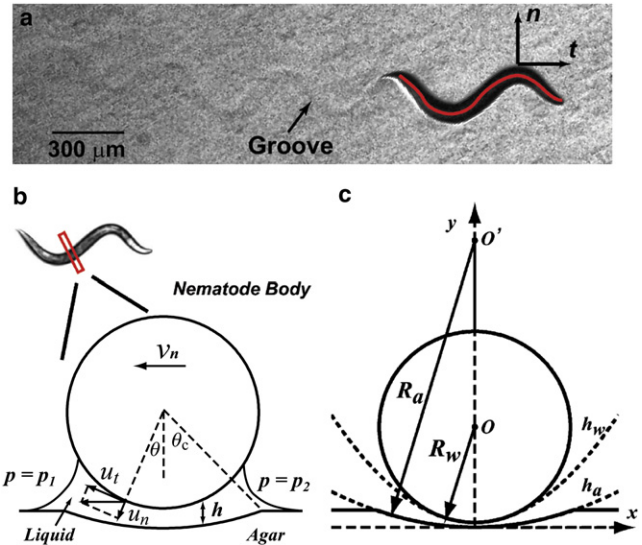 a
n
t
300 μm
Groove
b
c
Nematode Body
vn
θ
θc
p = p1
ut
un
h
p = p2
Liquid
Agar
y
O'
Ra
Rw
O
hw
ha
x